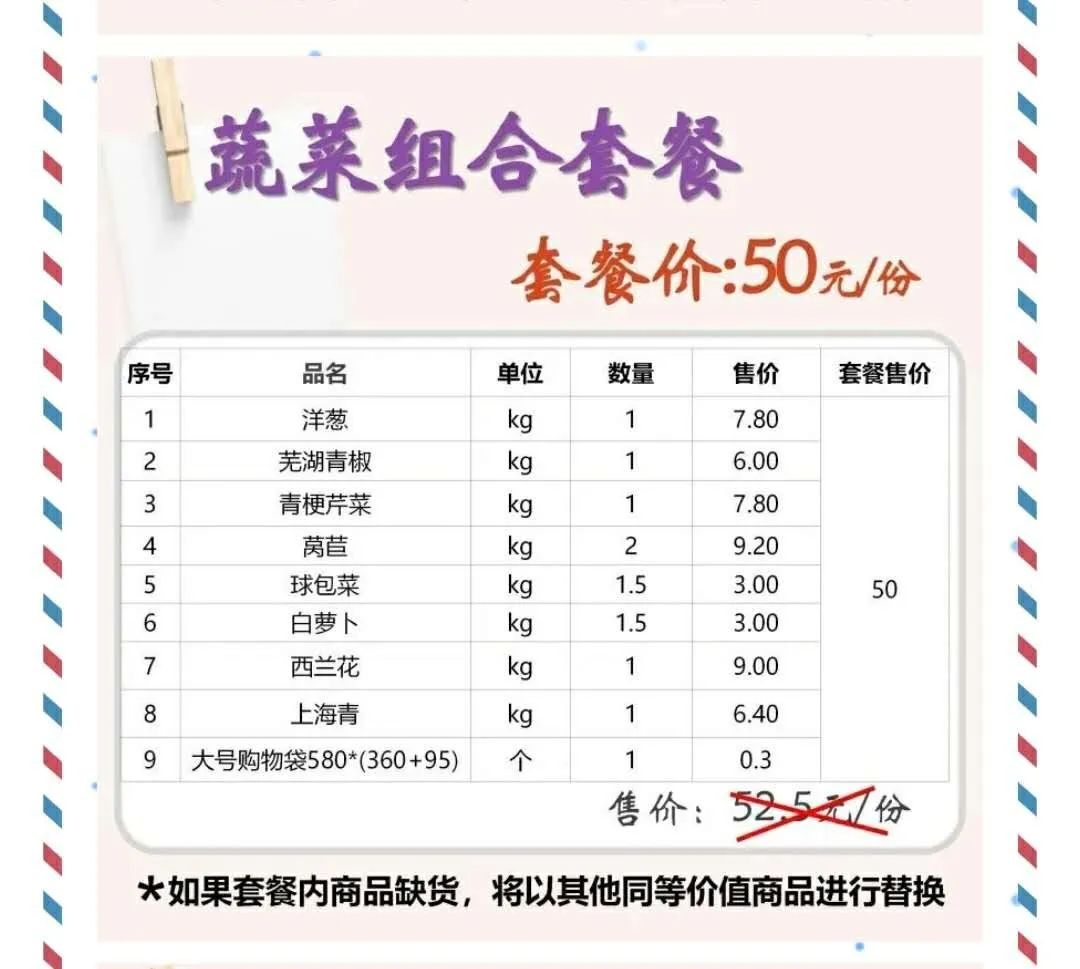 蔬菜组合套餐
套餐价:50元/份
序号 品名 单位 数量 售价 套餐售价
1 洋葱 kg 1 7.80
2 芜湖青椒 kg 1 6.00
3 青梗芹菜 kg 1 7.80
4 莴苣 kg 2 9.20
5 球包菜 kg 1.5 3.00 50
6 白萝卜 kg 1.5 3.00
7 西兰花 kg 1 9.00
8 上海青 kg 1 6.40
9 大号购物袋580*(360+95) 个 1 0.3
售价：52.5元/份
*如果套餐内商品缺货，将以其他同等价值商品进行替换